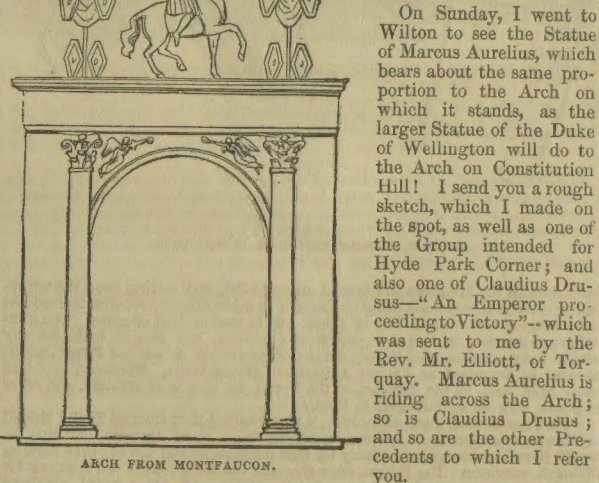 On Sunday, I went to
Wilton to see the Statue
of Marcus Aurelius, which
bears about the same pro-
portion to the Arch on
which it stands, as the
larger Statue of the Duke
of Wellington will do to
the Arch on Constitution
Hill! I send you a rough
sketch, which I made on
the spot, as well as one of
the Group intended for
Hyde Park Corner; and
also one of Claudius Dru-
sus—"An Emperor pro-
ceeding to Victory"--which
was sent to me by the
Rev. Mr. Elliott, of Tor-
quay. Marcus Aurelius is
riding across the Arch;
so is Claudius Drusus;
and so are the other Pre-
cedents to which I refer
you.
ARCH FROM MONTFAUCON.